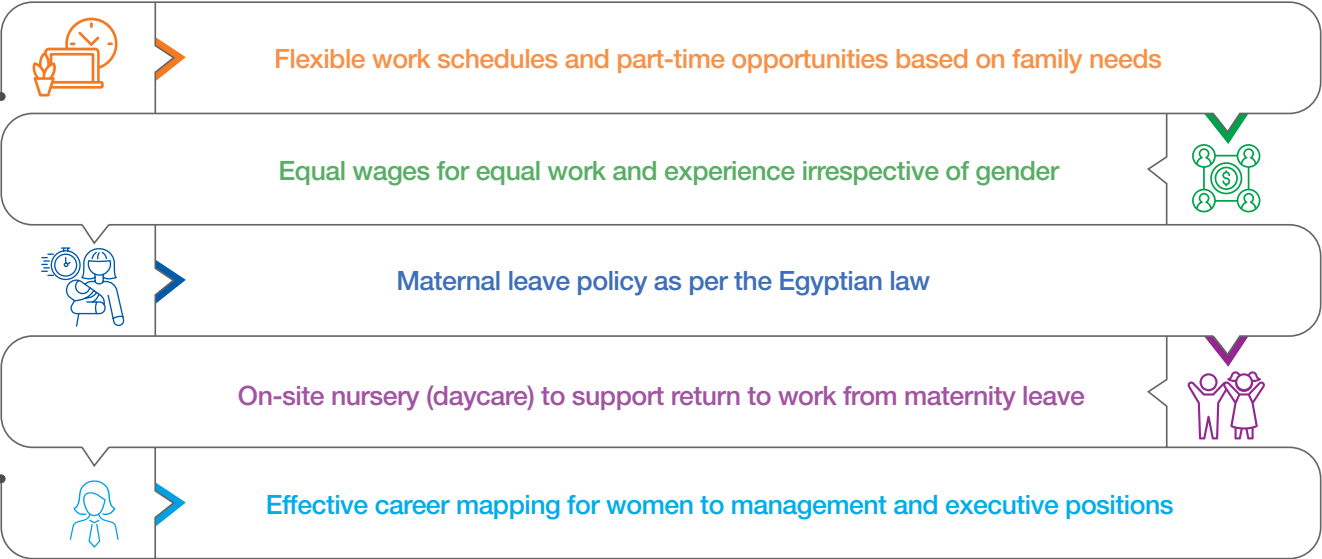 Flexible work schedules and part-time opportunities based on family needs
Equal wages for equal work and experience irrespective of gender
$
Maternal leave policy as per the Egyptian law
On-site nursery (daycare) to support return to work from maternity leave
Effective career mapping for women to management and executive positions